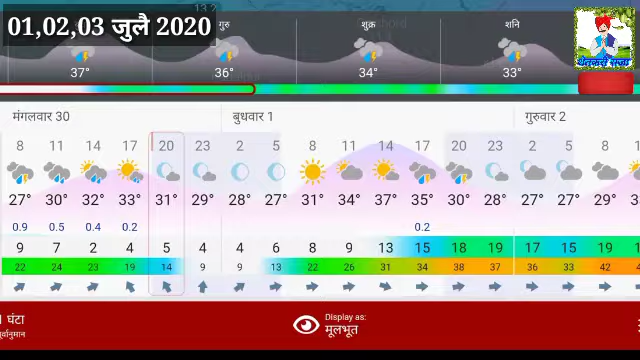 13.2
01,02,03 जुलै 2020
गुरु शुक्र शनि
37° 36° 34° 33°
शेतकरी राजा
मंगलवार 30 बुधवार 1 गुरुवार 2
8 11 14 17 20 23 2 5 8 11 14 17 20 23 2 5 8
27° 30° 32° 33° 31° 29° 28° 27° 31° 34° 37° 35° 30° 28° 27° 27° 29°
0.9 0.5 0.4 0.2 0.2
9 7 2 4 5 4 4 6 8 9 13 15 18 19 17 15 19
22 24 23 19 14 9 9 13 22 26 31 34 38 37 36 33 42
घंटा
Display as:
मूलभूत